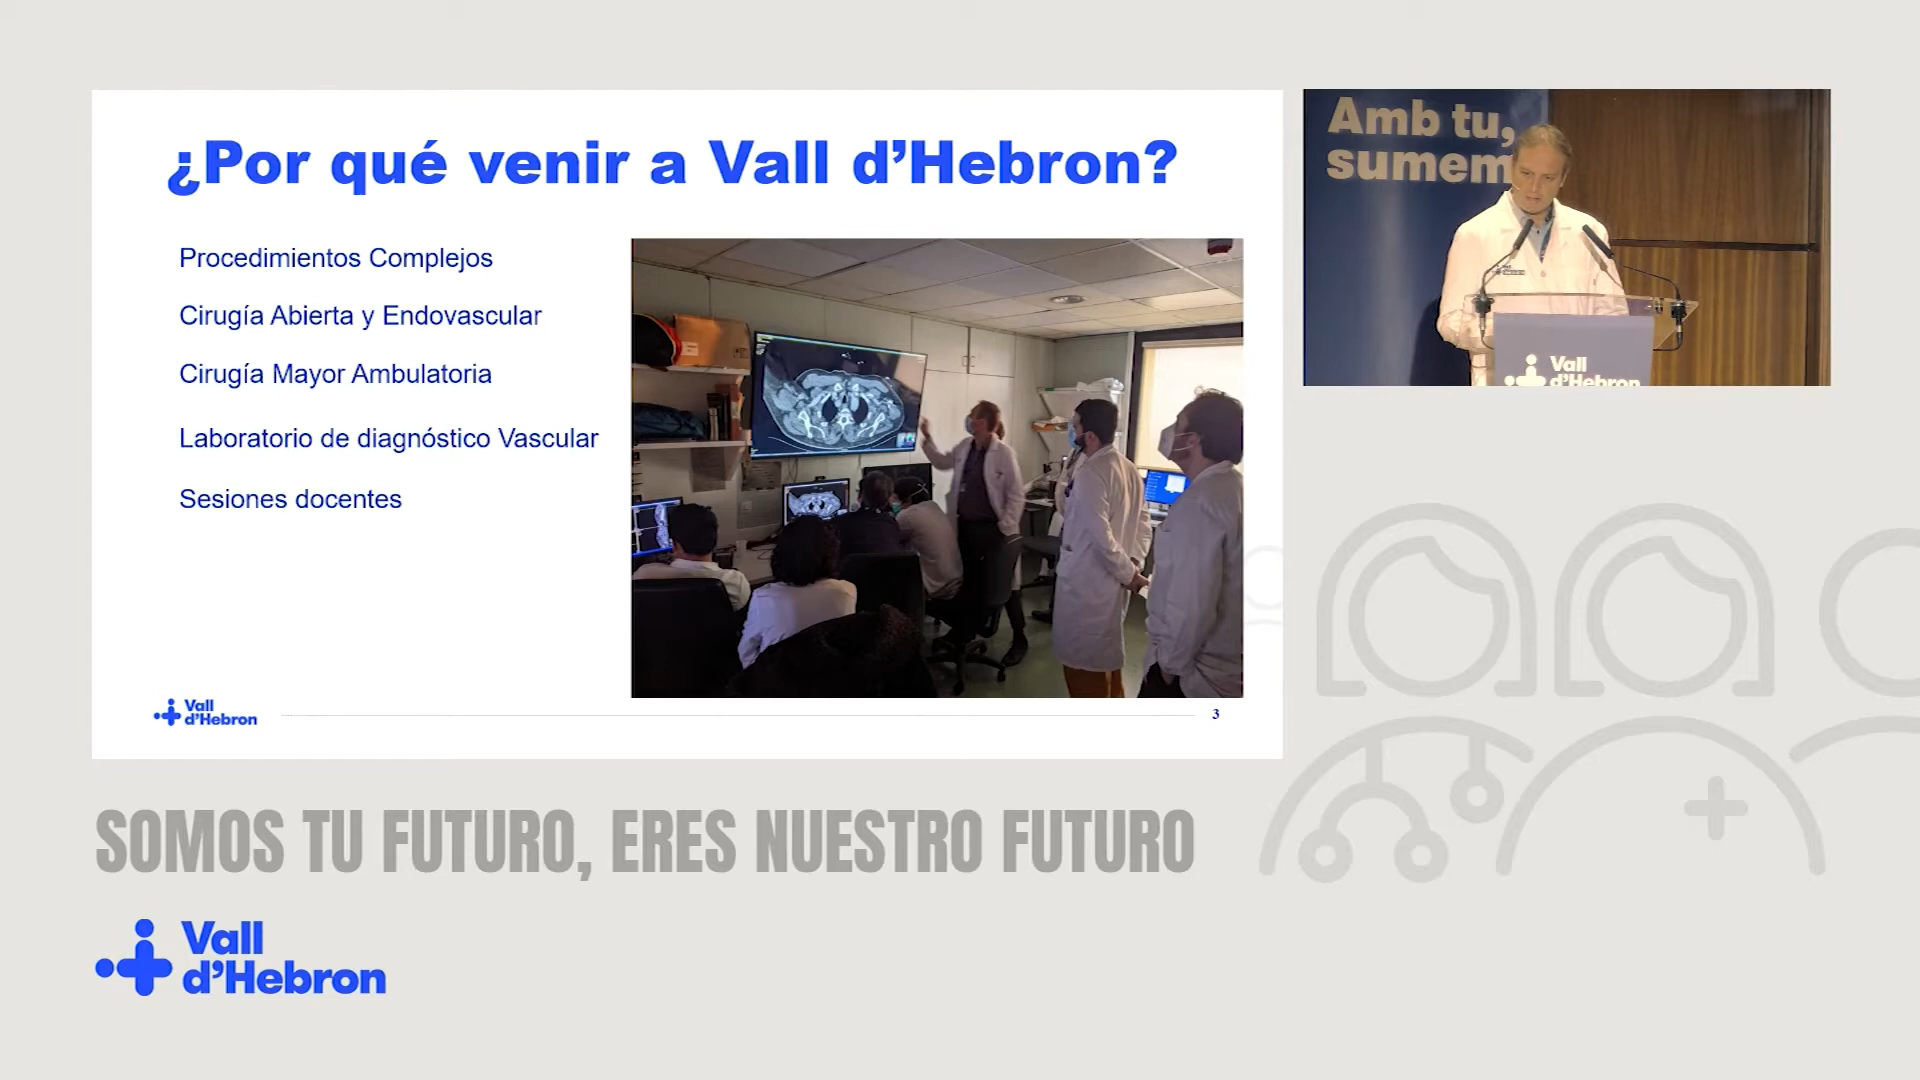 ¿Por qué venir a Vall d’Hebron?
Procedimientos Complejos
Cirugía Abierta y Endovascular
Cirugía Mayor Ambulatoria
Laboratorio de diagnóstico Vascular
Sesiones docentes
Vall
d’Hebron
3
Amb tu,
sumem
Vall
d’Hebron
SOMOS TU FUTURO, ERES NUESTRO FUTURO
Vall
d’Hebron